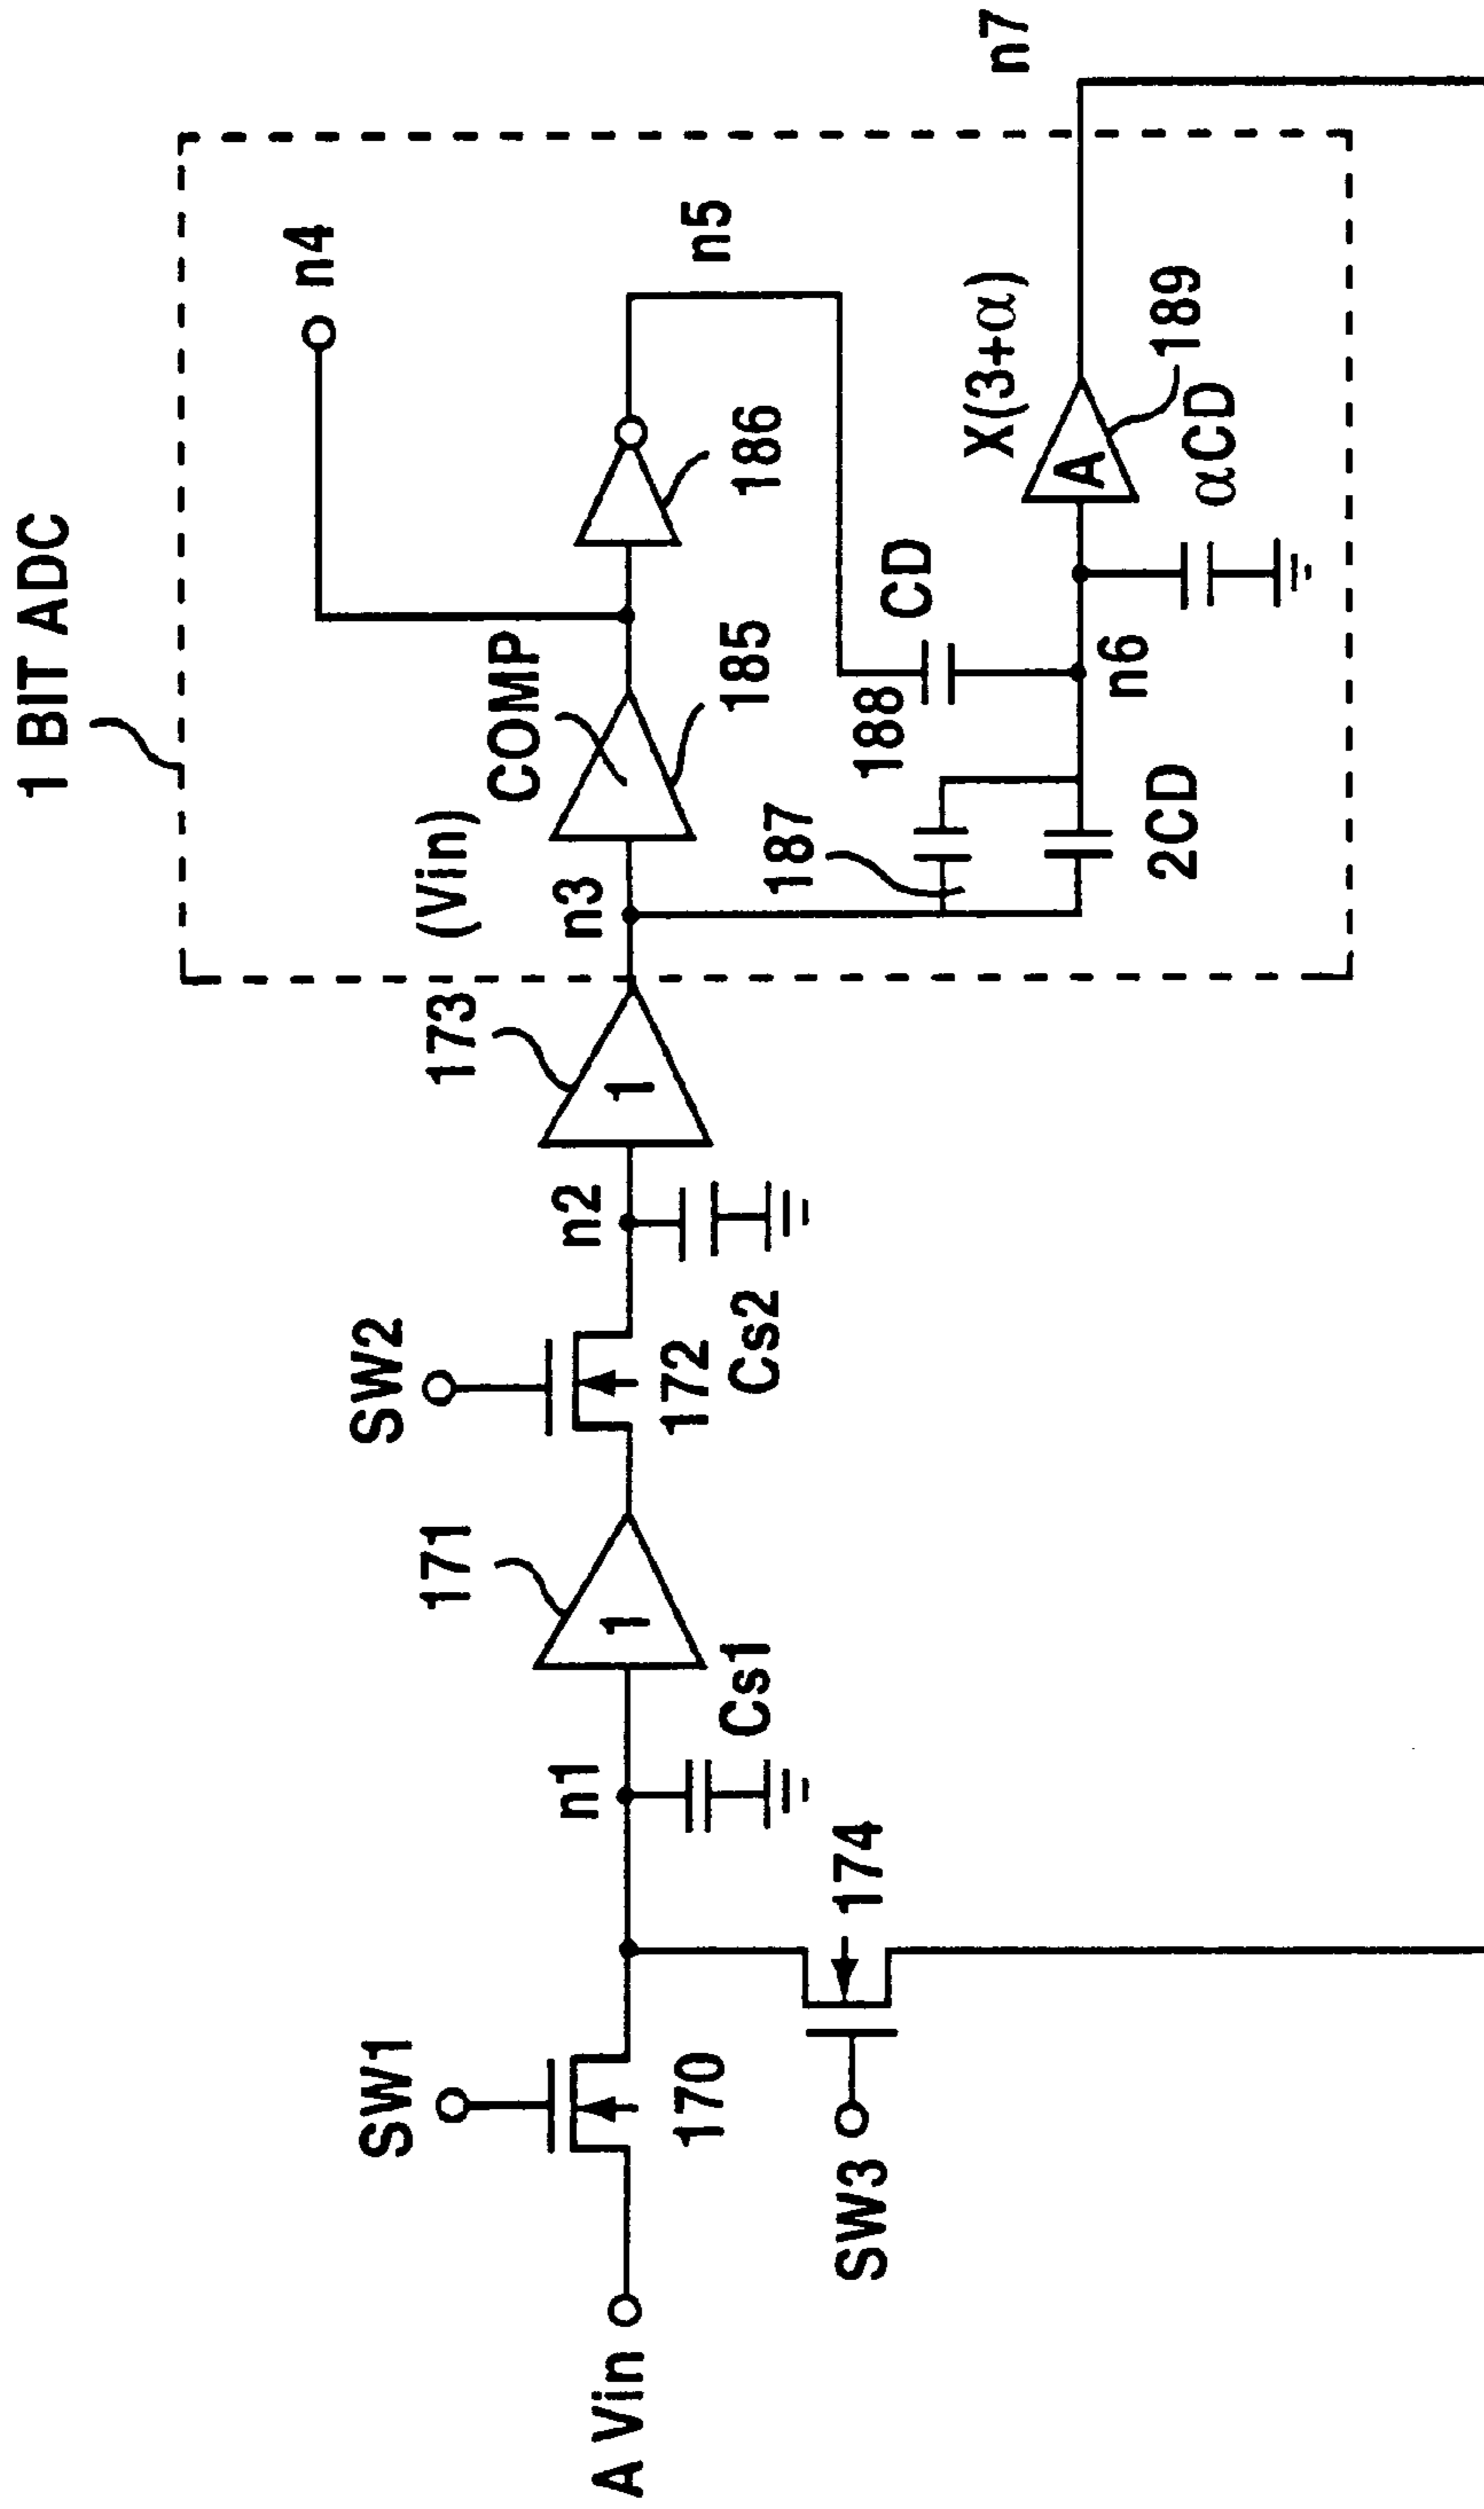 1 BIT ADC
n4
n5
n7
(Vin)
COMP
n3
185
186
187
188
CD
2CD
n6
X(3+α)
A
189
αCD
SW2
173
1
n2
172
Cs2
171
1
n1
Cs1
SW1
170
174
SW3
A Vin